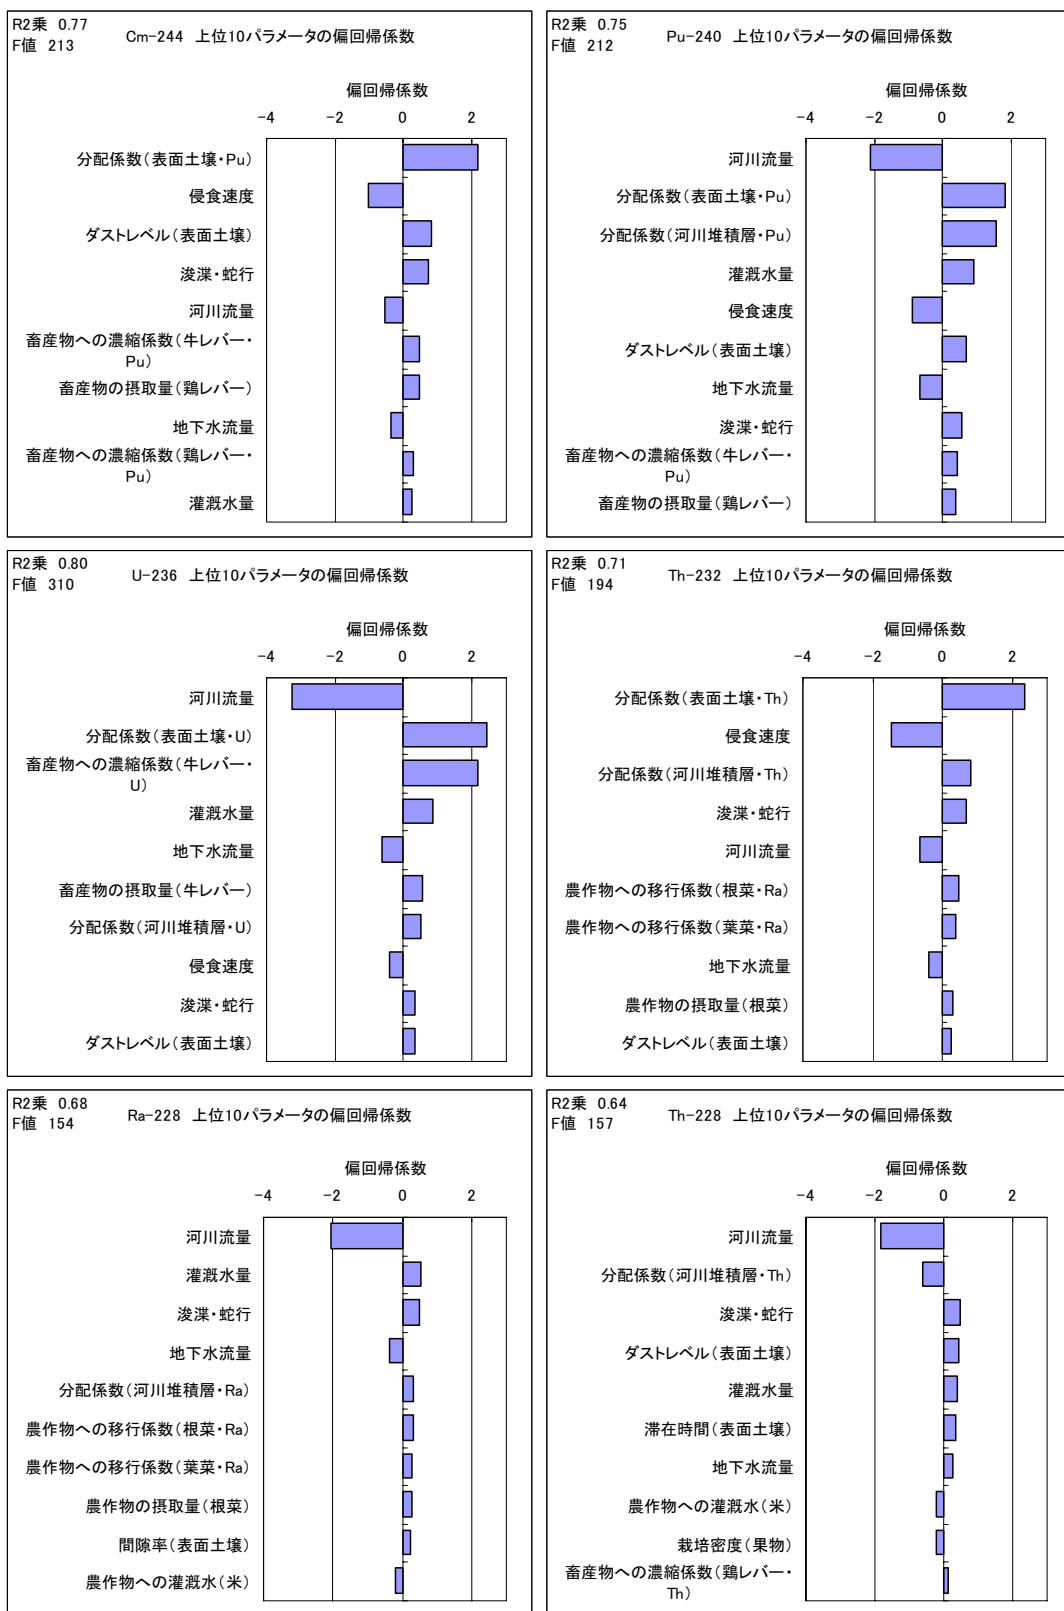 R2乗 0.77
F値 213
Cm-244 上位10パラメータの偏回帰係数
偏回帰係数
-4 -2 0 2
分配係数(表面土壌・Pu)
侵食速度
ダストレベル(表面土壌)
浚渫・蛇行
河川流量
畜産物への濃縮係数(牛レバー・
Pu)
畜産物の摂取量(鶏レバー)
地下水流量
畜産物への濃縮係数(鶏レバー・
Pu)
灌漑水量
R2乗 0.75
F値 212
Pu-240 上位10パラメータの偏回帰係数
偏回帰係数
-4 -2 0 2
河川流量
分配係数(表面土壌・Pu)
分配係数(河川堆積層・Pu)
灌漑水量
侵食速度
ダストレベル(表面土壌)
地下水流量
浚渫・蛇行
畜産物への濃縮係数(牛レバー・
Pu)
畜産物の摂取量(鶏レバー)
R2乗 0.80
F値 310
U-236 上位10パラメータの偏回帰係数
偏回帰係数
-4 -2 0 2
河川流量
分配係数(表面土壌・U)
畜産物への濃縮係数(牛レバー・
U)
灌漑水量
地下水流量
畜産物の摂取量(牛レバー)
分配係数(河川堆積層・U)
侵食速度
浚渫・蛇行
ダストレベル(表面土壌)
R2乗 0.71
F値 194
Th-232 上位10パラメータの偏回帰係数
偏回帰係数
-4 -2 0 2
分配係数(表面土壌・Th)
侵食速度
分配係数(河川堆積層・Th)
浚渫・蛇行
河川流量
農作物への移行係数(根菜・Ra)
農作物への移行係数(葉菜・Ra)
地下水流量
農作物の摂取量(根菜)
ダストレベル(表面土壌)
R2乗 0.68
F値 154
Ra-228 上位10パラメータの偏回帰係数
偏回帰係数
-4 -2 0 2
河川流量
灌漑水量
浚渫・蛇行
地下水流量
分配係数(河川堆積層・Ra)
農作物への移行係数(根菜・Ra)
農作物への移行係数(葉菜・Ra)
農作物の摂取量(根菜)
間隙率(表面土壌)
農作物への灌漑水(米)
R2乗 0.64
F値 157
Th-228 上位10パラメータの偏回帰係数
偏回帰係数
-4 -2 0 2
河川流量
分配係数(河川堆積層・Th)
浚渫・蛇行
ダストレベル(表面土壌)
灌漑水量
滞在時間(表面土壌)
地下水流量
農作物への灌漑水(米)
栽培密度(果物)
畜産物への濃縮係数(鶏レバー・
Th)